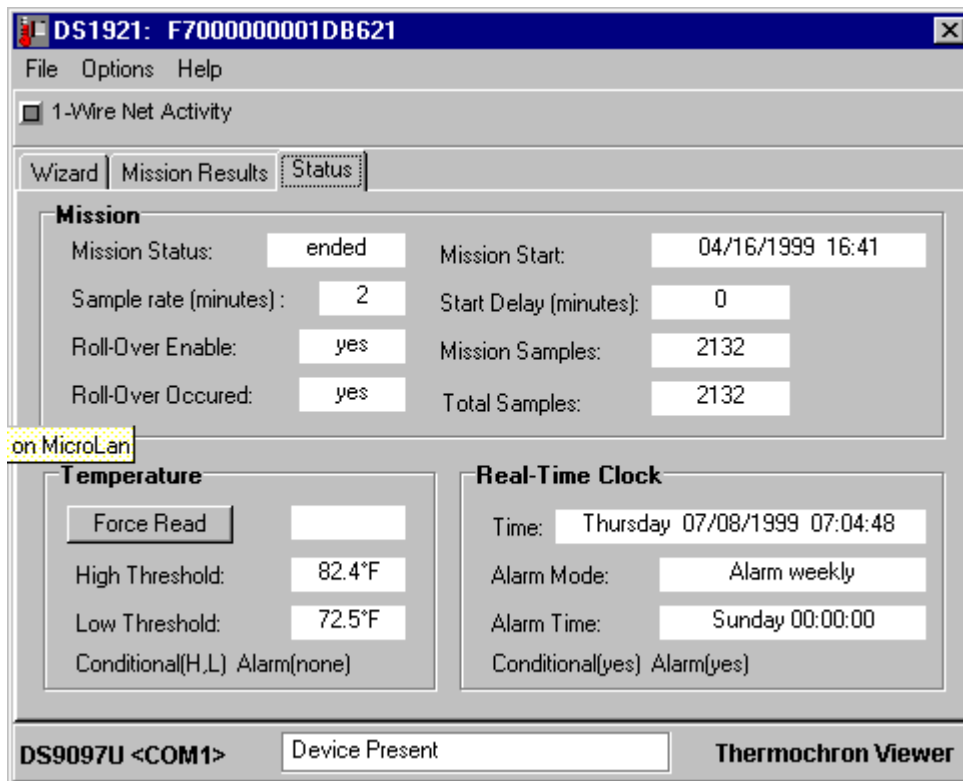 DS1921: F7000000001DB621
File Options Help
1-Wire Net Activity
Wizard Mission Results Status
Mission
Mission Status: ended
Mission Start: 04/16/1999 16:41
Sample rate (minutes) : 2
Start Delay (minutes): 0
Roll-Over Enable: yes
Mission Samples: 2132
Roll-Over Occured: yes
Total Samples: 2132
on MicroLan
Temperature
Force Read
High Threshold: 82.4°F
Low Threshold: 72.5°F
Conditional(H,L) Alarm(none)
Real-Time Clock
Time: Thursday 07/08/1999 07:04:48
Alarm Mode: Alarm weekly
Alarm Time: Sunday 00:00:00
Conditional(yes) Alarm(yes)
DS9097U <COM1> Device Present Thermochron Viewer